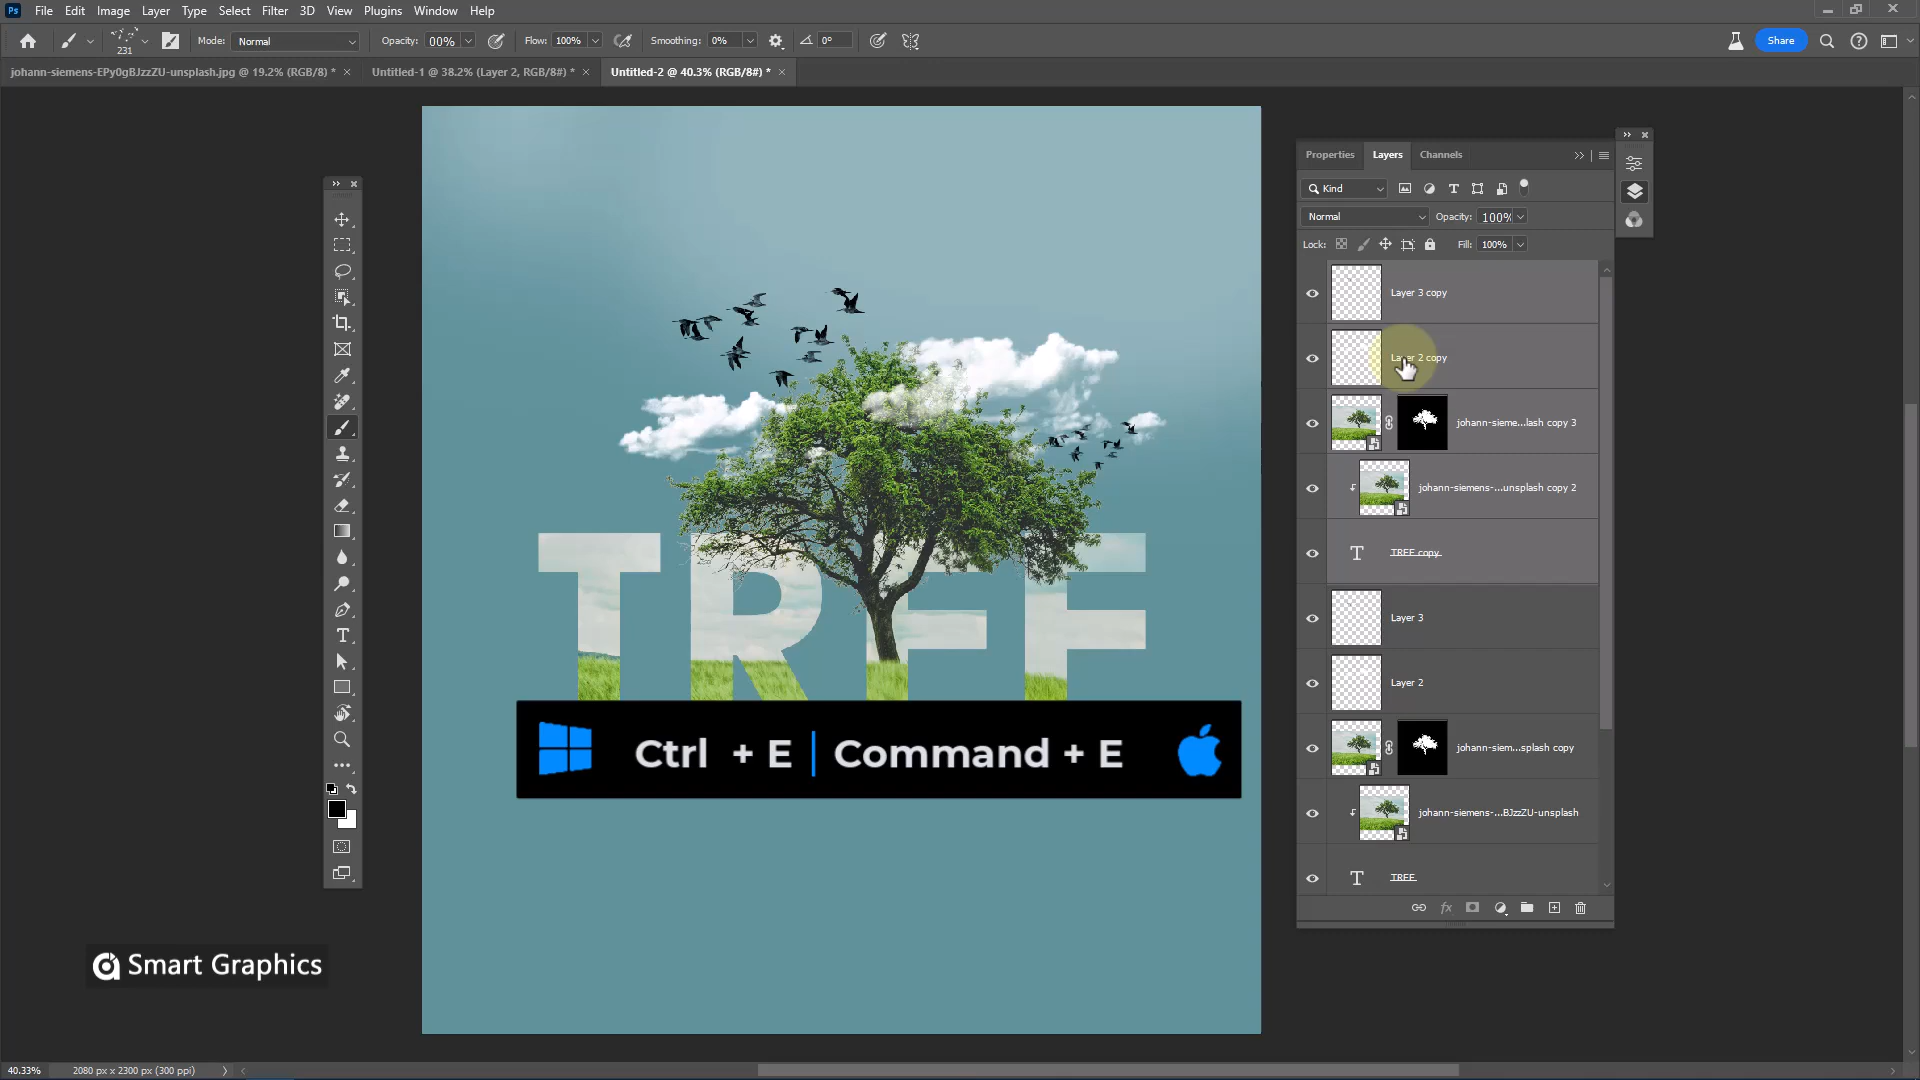 Ps File Edit Image Layer Type Select Filter 3D View Plugins Window Help
231 Mode: Normal Opacity: 00% Flow: 100% Smoothing: 0% 0° Share
johann-siemens-EPy0gBJzzZU-unsplash.jpg @ 19.2% (RGB/8) * × Untitled-1 @ 38.2% (Layer 2, RGB/8#) * × Untitled-2 @ 40.3% (RGB/8#) * ×
Properties Layers Channels
Kind
Normal Opacity: 100%
Lock: Fill: 100%
Layer 3 copy
Layer 2 copy
johann-sieme...lash copy 3
johann-siemens-...unsplash copy 2
TREE copy
Layer 3
Layer 2
johann-siem...splash copy
johann-siemens-...BJzzZU-unsplash
TREE
TREE
Ctrl + E | Command + E
Smart Graphics
40.33% 2080 px x 2300 px (300 ppi)